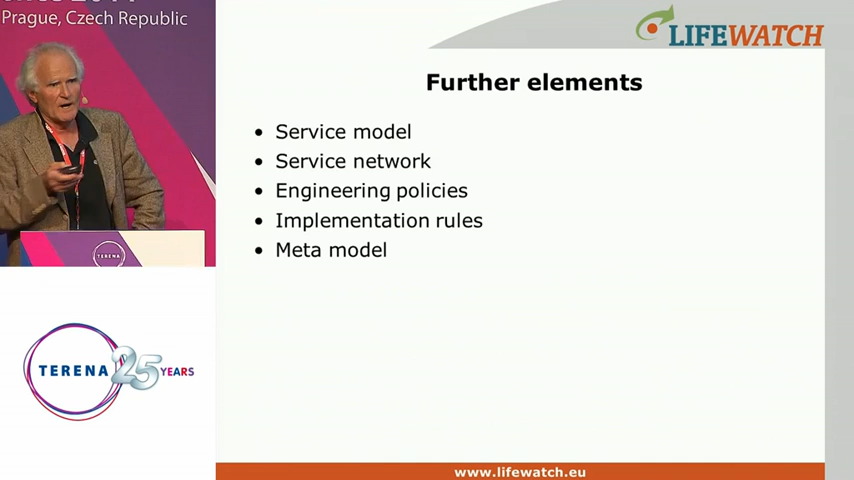 Prague, Czech Republic
TERENA
TERENA 25 YEARS
LIFEWATCH
Further elements
• Service model
• Service network
• Engineering policies
• Implementation rules
• Meta model
www.lifewatch.eu